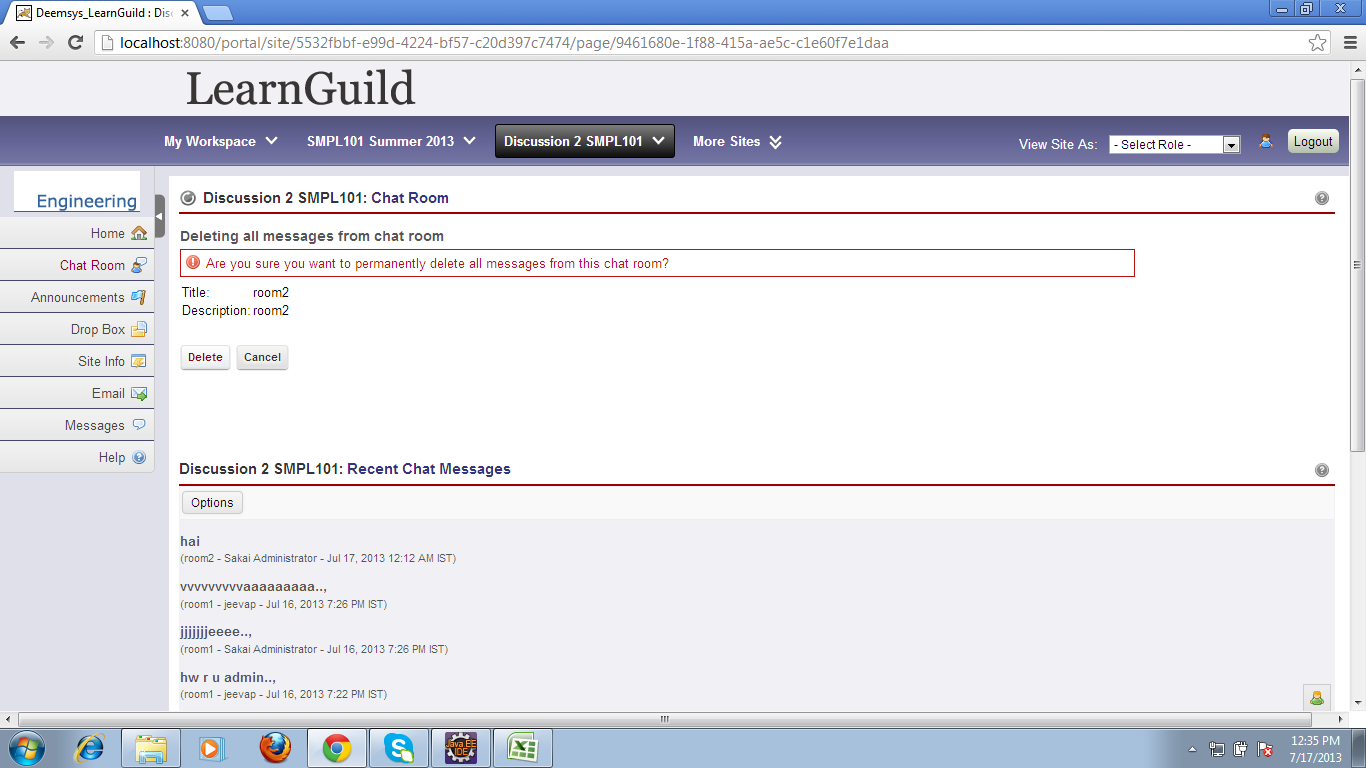 Deemsys_LearnGuild : Disc
localhost:8080/portal/site/5532fbbf-e99d-4224-bf57-c20d397c7474/page/9461680e-1f88-415a-ae5c-c1e60f7e1daa
LearnGuild
My Workspace SMPL101 Summer 2013 Discussion 2 SMPL101 More Sites View Site As: - Select Role - Logout
Engineering
Home
Chat Room
Announcements
Drop Box
Site Info
Email
Messages
Help
Discussion 2 SMPL101: Chat Room
Deleting all messages from chat room
Are you sure you want to permanently delete all messages from this chat room?
Title: room2
Description: room2
Delete Cancel
Discussion 2 SMPL101: Recent Chat Messages
Options
hai
(room2 - Sakai Administrator - Jul 17, 2013 12:12 AM IST)
vvvvvvvvvaaaaaaaaa..,
(room1 - jeevap - Jul 16, 2013 7:26 PM IST)
jjjjjjjeeee..,
(room1 - Sakai Administrator - Jul 16, 2013 7:26 PM IST)
hw r u admin..,
(room1 - jeevap - Jul 16, 2013 7:22 PM IST)
Java EE
IDE
12:35 PM
7/17/2013